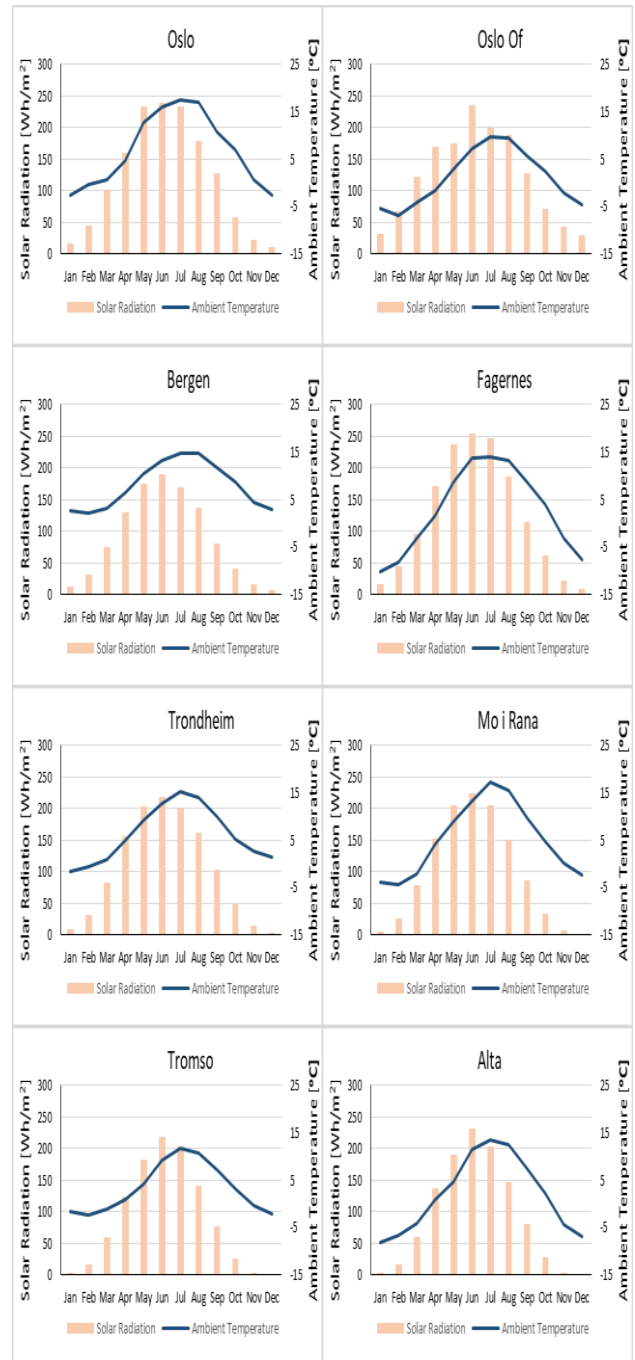 Oslo
Solar Radiation [Wh/m²]
300
250
200
150
100
50
0
25
15
5
-5
-15
Ambient Temperature [ºC]
Jan Feb Mar Apr May Jun Jul Aug Sep Oct Nov Dec
Solar Radiation Ambient Temperature
Oslo Of
Solar Radiation [Wh/m²]
300
250
200
150
100
50
0
25
15
5
-5
-15
Ambient Temperature [ºC]
Jan Feb Mar Apr May Jun Jul Aug Sep Oct Nov Dec
Solar Radiation Ambient Temperature
Bergen
Solar Radiation [Wh/m²]
300
250
200
150
100
50
0
25
15
5
-5
-15
Ambient Temperature [ºC]
Jan Feb Mar Apr May Jun Jul Aug Sep Oct Nov Dec
Solar Radiation Ambient Temperature
Fagernes
Solar Radiation [Wh/m²]
300
250
200
150
100
50
0
25
15
5
-5
-15
Ambient Temperature [ºC]
Jan Feb Mar Apr May Jun Jul Aug Sep Oct Nov Dec
Solar Radiation Ambient Temperature
Trondheim
Solar Radiation [Wh/m²]
300
250
200
150
100
50
0
25
15
5
-5
-15
Ambient Temperature [ºC]
Jan Feb Mar Apr May Jun Jul Aug Sep Oct Nov Dec
Solar Radiation Ambient Temperature
Mo i Rana
Solar Radiation [Wh/m²]
300
250
200
150
100
50
0
25
15
5
-5
-15
Ambient Temperature [ºC]
Jan Feb Mar Apr May Jun Jul Aug Sep Oct Nov Dec
Solar Radiation Ambient Temperature
Tromso
Solar Radiation [Wh/m²]
300
250
200
150
100
50
0
25
15
5
-5
-15
Ambient Temperature [ºC]
Jan Feb Mar Apr May Jun Jul Aug Sep Oct Nov Dec
Solar Radiation Ambient Temperature
Alta
Solar Radiation [Wh/m²]
300
250
200
150
100
50
0
25
15
5
-5
-15
Ambient Temperature [ºC]
Jan Feb Mar Apr May Jun Jul Aug Sep Oct Nov Dec
Solar Radiation Ambient Temperature